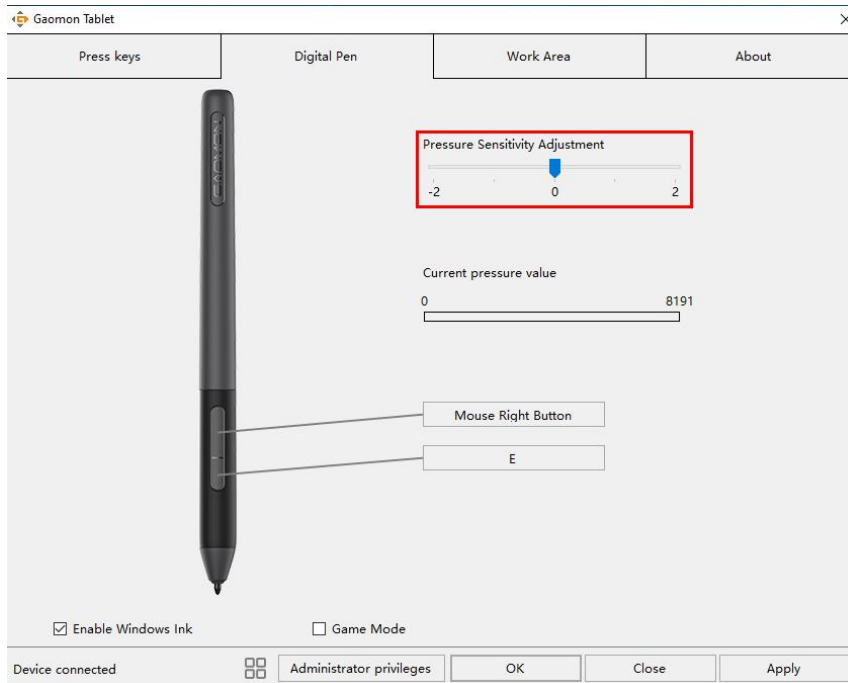 Gaomon Tablet
Press keys
Digital Pen
Work Area
About
GAOMON
Pressure Sensitivity Adjustment
-2 0 2
Current pressure value
0 8191
Mouse Right Button
E
Enable Windows Ink
Game Mode
Device connected
Administrator privileges
OK
Close
Apply